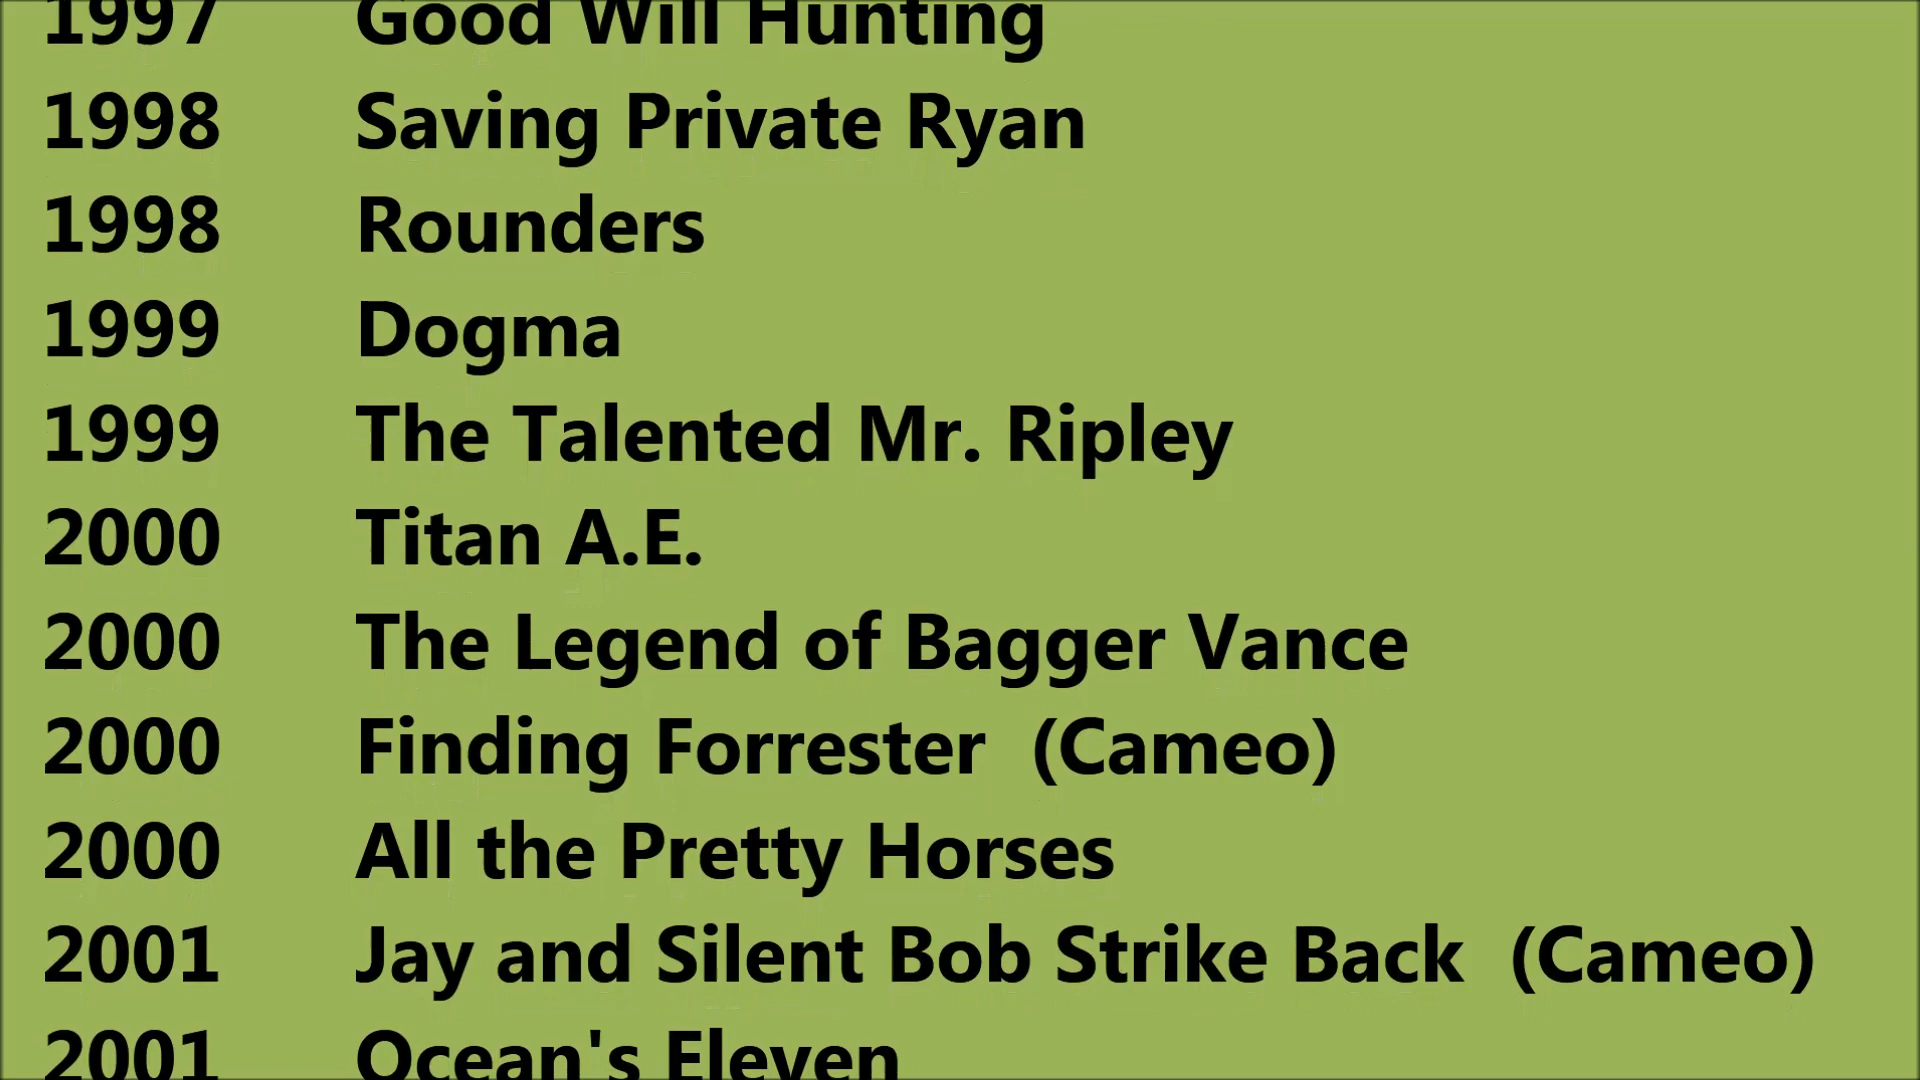 1997 Good Will Hunting
1998 Saving Private Ryan
1998 Rounders
1999 Dogma
1999 The Talented Mr. Ripley
2000 Titan A.E.
2000 The Legend of Bagger Vance
2000 Finding Forrester (Cameo)
2000 All the Pretty Horses
2001 Jay and Silent Bob Strike Back (Cameo)
2001 Ocean's Eleven